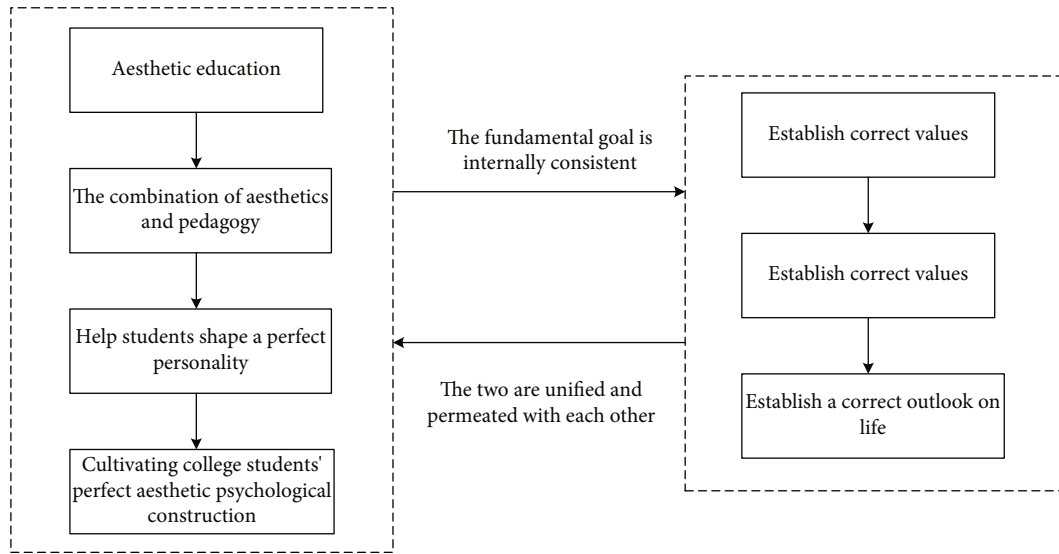 Aesthetic education
The combination of aesthetics
and pedagogy
Help students shape a perfect
personality
Cultivating college students'
perfect aesthetic psychological
construction
The fundamental goal is
internally consistent
The two are unified and
permeated with each other
Establish correct values
Establish correct values
Establish a correct outlook on
life